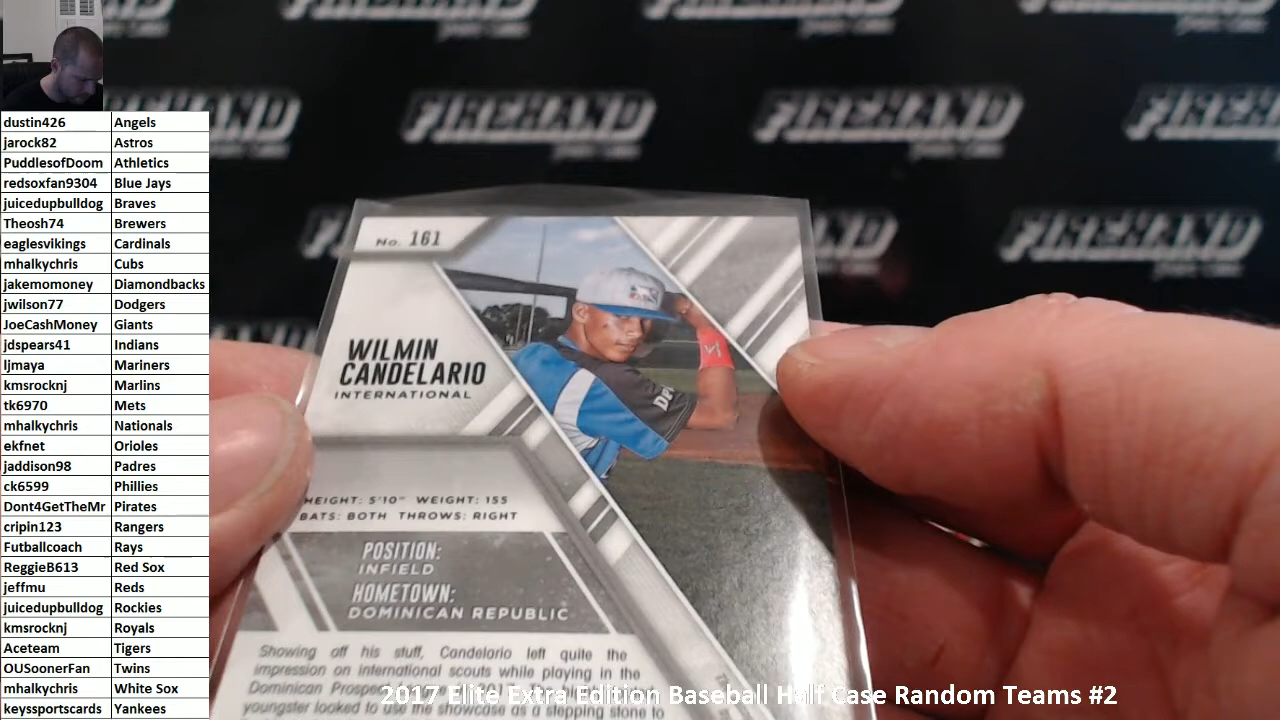 FIREHAND
FIREHAND
FIREHAND
FIREHAND
dustin426 Angels
jarock82 Astros
PuddlesofDoom Athletics
redsoxfan9304 Blue Jays
juicedupbulldog Braves
Theosh74 Brewers
eaglesvikings Cardinals
mhalkychris Cubs
jakemomoney Diamondbacks
jwilson77 Dodgers
JoeCashMoney Giants
jdspears41 Indians
ljmaya Mariners
kmsrocknj Marlins
tk6970 Mets
mhalkychris Nationals
ekfnet Orioles
jaddison98 Padres
ck6599 Phillies
Dont4GetTheMr Pirates
cripin123 Rangers
Futballcoach Rays
ReggieB613 Red Sox
jeffmu Reds
juicedupbulldog Rockies
kmsrocknj Royals
Aceteam Tigers
OUSoonerFan Twins
mhalkychris White Sox
keyssportscards Yankees
No. 161
WILMIN
CANDELARIO
INTERNATIONAL
HEIGHT: 5'10" WEIGHT: 155
BATS: BOTH THROWS: RIGHT
POSITION:
INFIELD
HOMETOWN:
DOMINICAN REPUBLIC
Showing off his stuff, Candelario left quite the
impression on international scouts while playing in the
Dominican Prospect
youngster looked to use the showcase as a stepping stone to
2017 Elite Extra Edition Baseball Half Case Random Teams #2